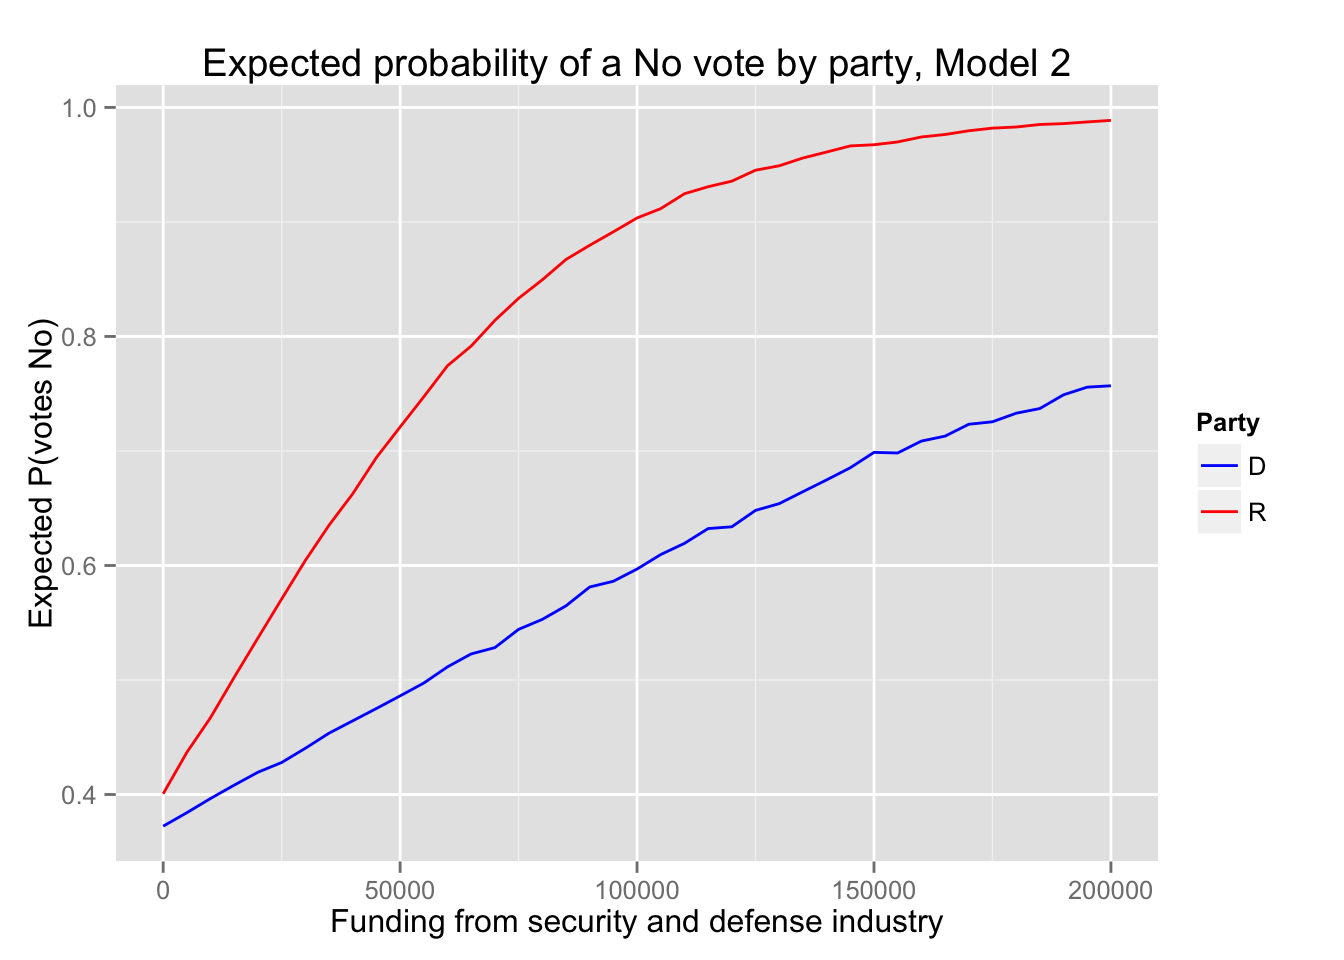 Expected probability of a No vote by party, Model 2
Expected P(votes No)
1.0
0.8
0.6
0.4
0 50000 100000 150000 200000
Funding from security and defense industry
Party
D
R